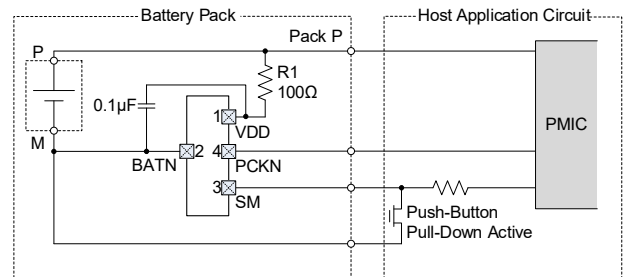 Battery Pack
Host Application Circuit
Pack P
P
R1
100Ω
0.1µF
1
VDD
PMIC
M
2
4
BATN
PCKN
3
SM
Push-Button
Pull-Down Active